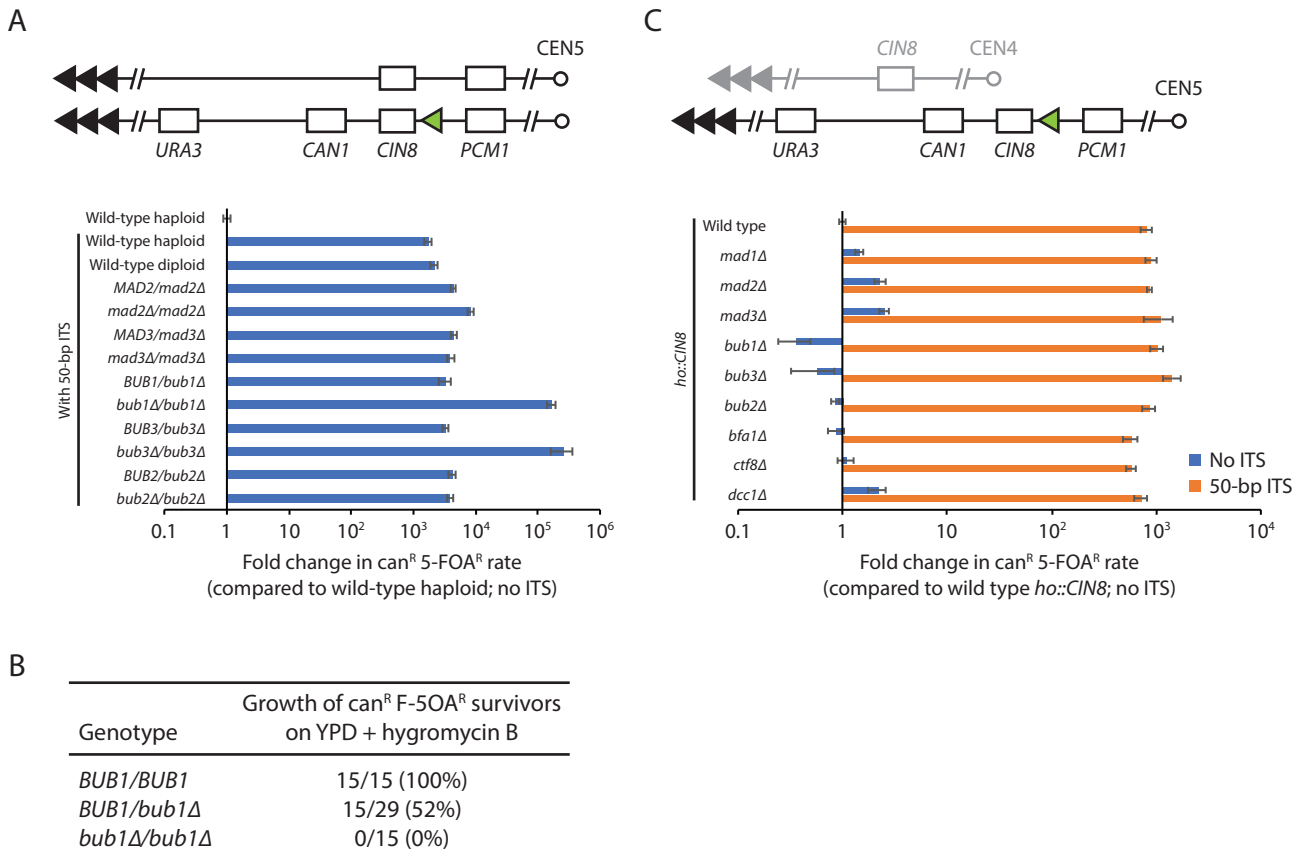 A
CEN5
URA3
CAN1
CIN8
PCM1
With 50-bp ITS
Wild-type haploid
Wild-type haploid
Wild-type diploid
MAD2/mad2Δ
mad2Δ/mad2Δ
MAD3/mad3Δ
mad3Δ/mad3Δ
BUB1/bub1Δ
bub1Δ/bub1Δ
BUB3/bub3Δ
bub3Δ/bub3Δ
BUB2/bub2Δ
bub2Δ/bub2Δ
0.1 1 10 10² 10³ 10⁴ 10⁵ 10⁶
Fold change in canᴿ 5-FOAᴿ rate
(compared to wild-type haploid; no ITS)
B
Genotype
Growth of canᴿ F-5OAᴿ survivors
on YPD + hygromycin B
BUB1/BUB1 15/15 (100%)
BUB1/bub1Δ 15/29 (52%)
bub1Δ/bub1Δ 0/15 (0%)
C
CIN8
CEN4
CEN5
URA3
CAN1
CIN8
PCM1
ho::CIN8
Wild type
mad1Δ
mad2Δ
mad3Δ
bub1Δ
bub3Δ
bub2Δ
bfa1Δ
ctf8Δ
dcc1Δ
No ITS
50-bp ITS
0.1 1 10 10² 10³ 10⁴
Fold change in canᴿ 5-FOAᴿ rate
(compared to wild type ho::CIN8; no ITS)